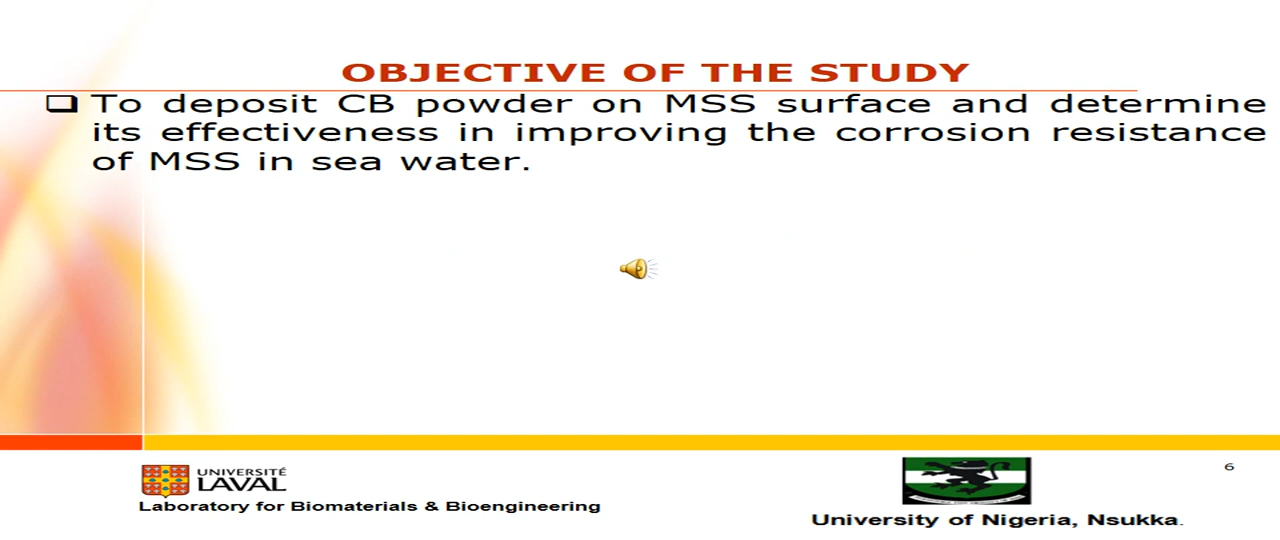 OBJECTIVE OF THE STUDY
❑ To deposit CB powder on MSS surface and determine
its effectiveness in improving the corrosion resistance
of MSS in sea water.
UNIVERSITÉ
LAVAL
Laboratory for Biomaterials & Bioengineering
6
University of Nigeria, Nsukka.